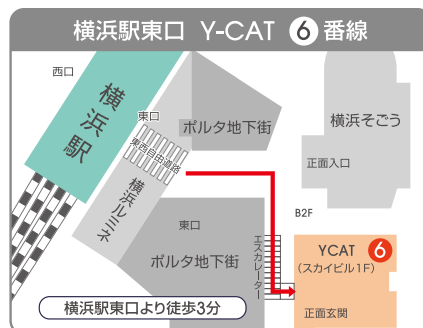 横浜駅東口 Y-CAT 6番線
西口
横浜駅
東口
東西自由通路
ポルタ地下街
横浜ルミネ
横浜そごう
正面入口
B2F
東口
ポルタ地下街
エスカレーター
YCAT 6
(スカイビル1F)
正面玄関
横浜駅東口より徒歩3分